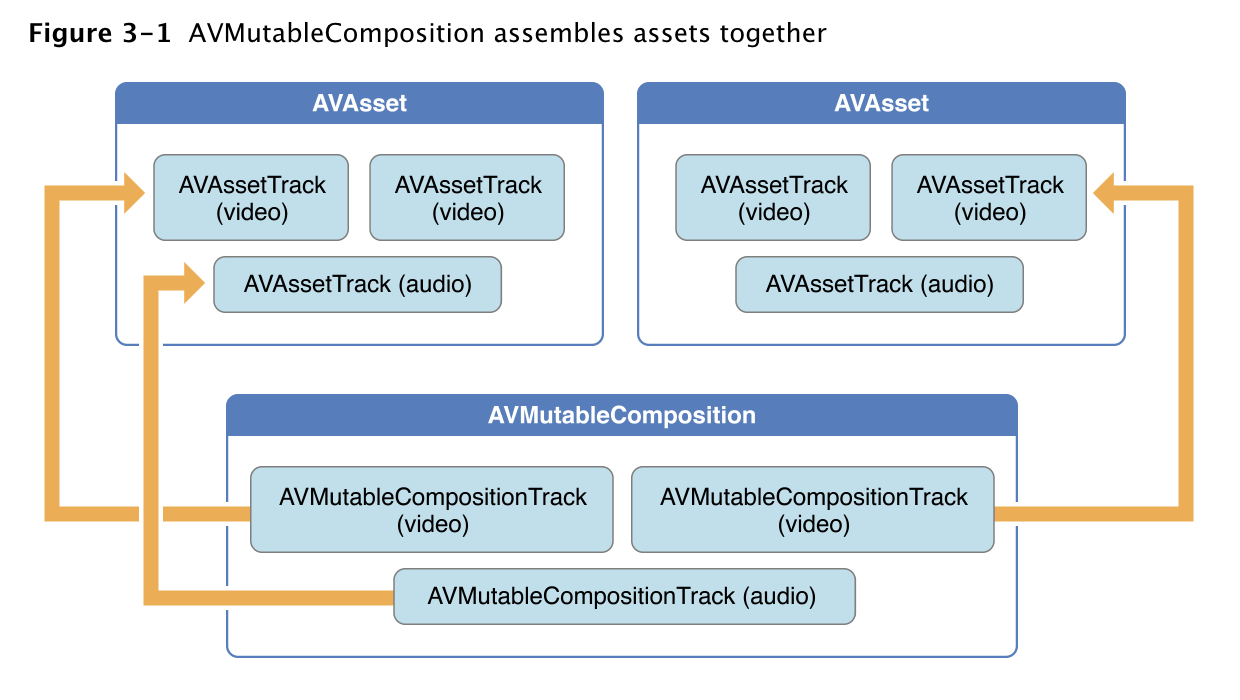 Figure 3-1 AVMutableComposition assembles assets together
AVAsset
AVAssetTrack
(video)
AVAssetTrack
(video)
AVAssetTrack (audio)
AVAsset
AVAssetTrack
(video)
AVAssetTrack
(video)
AVAssetTrack (audio)
AVMutableComposition
AVMutableCompositionTrack
(video)
AVMutableCompositionTrack
(video)
AVMutableCompositionTrack (audio)